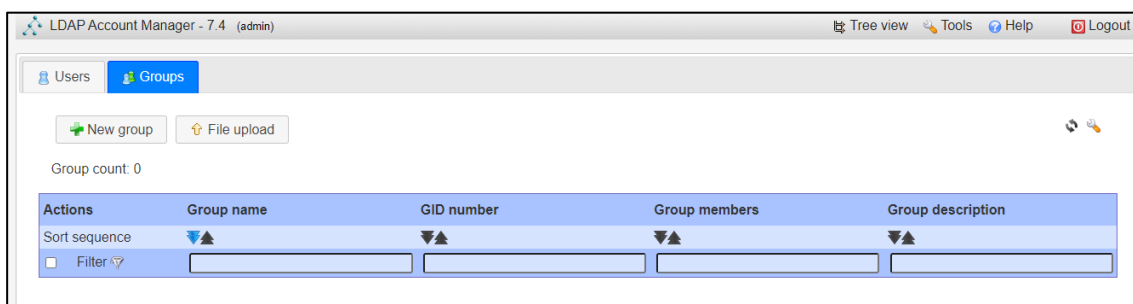 LDAP Account Manager - 7.4 (admin) Tree view Tools Help Logout
Users Groups
New group File upload
Group count: 0
Actions Group name GID number Group members Group description
Sort sequence
Filter